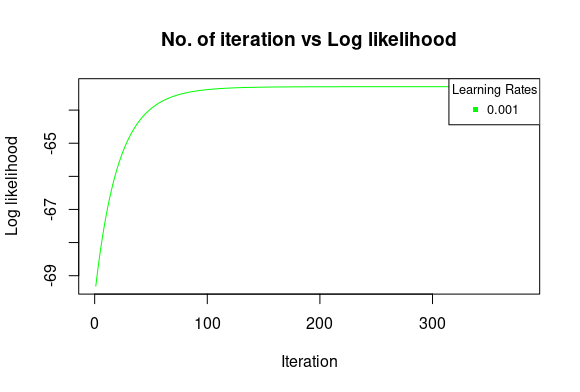 No. of iteration vs Log likelihood
Log likelihood
-65
-67
-69
Learning Rates
0.001
0
100
200
300
Iteration